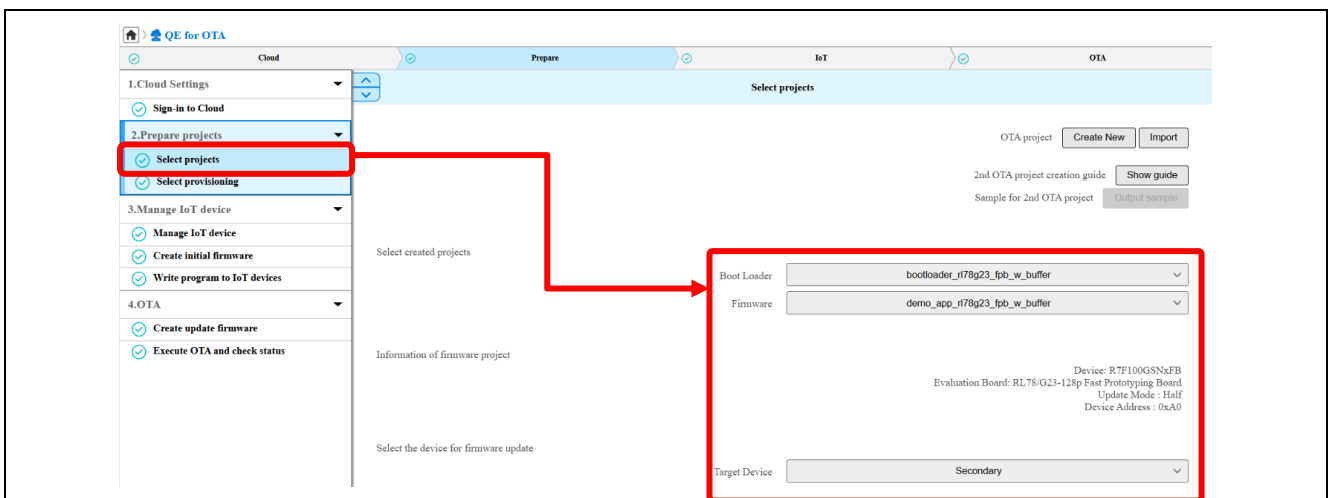 QE for OTA
Cloud
Prepare
IoT
OTA
1.Cloud Settings
Sign-in to Cloud
2.Prepare projects
Select projects
Select provisioning
3.Manage IoT device
Manage IoT device
Create initial firmware
Write program to IoT devices
4.OTA
Create update firmware
Execute OTA and check status
Select projects
OTA project Create New Import
2nd OTA project creation guide Show guide
Sample for 2nd OTA project Output sample
Select created projects
Boot Loader bootloader_rl78g23_fpb_w_buffer
Firmware demo_app_rl78g23_fpb_w_buffer
Information of firmware project
Device: R7F100GSNxFB
Evaluation Board: RL78/G23-128p Fast Prototyping Board
Update Mode : Half
Device Address : 0xA0
Select the device for firmware update
Target Device Secondary